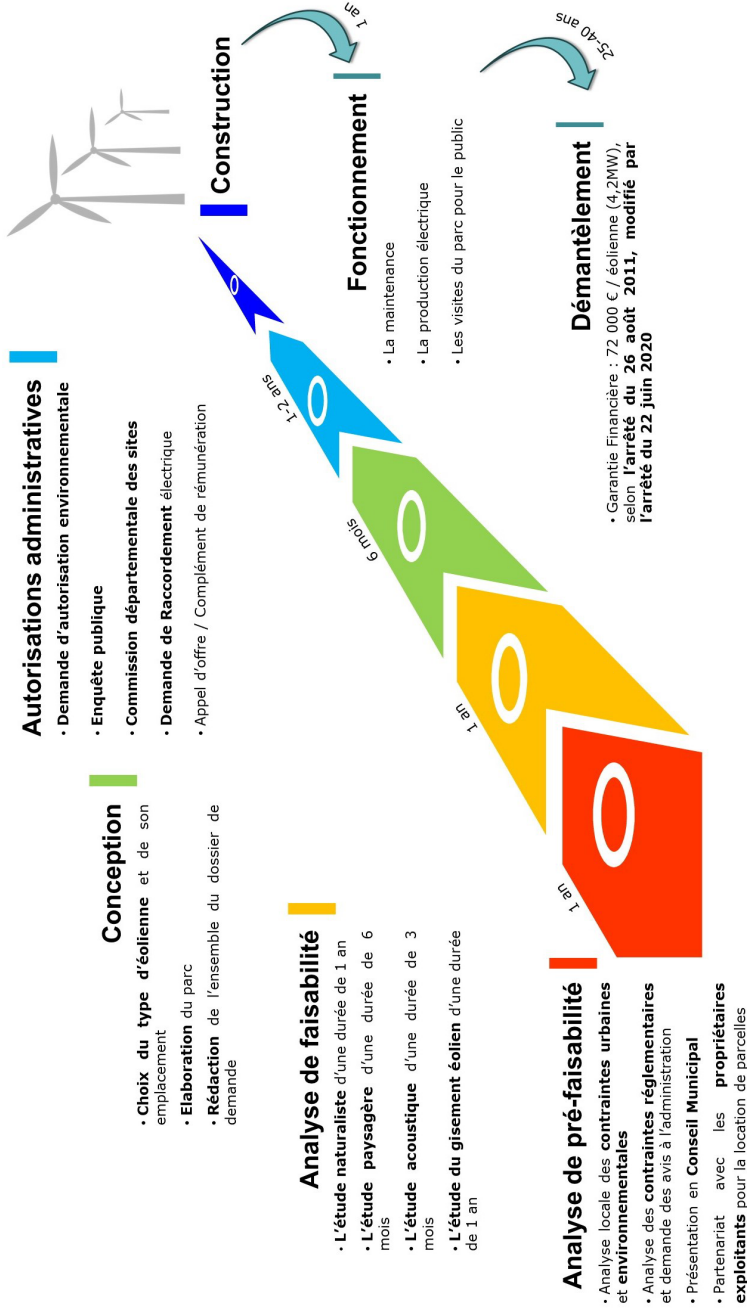 Analyse de pré-faisabilité
• Analyse locale des contraintes urbaines
et environnementales
• Analyse des contraintes réglementaires
et demande des avis à l'administration
• Présentation en Conseil Municipal
• Partenariat avec les propriétaires
exploitants pour la location de parcelles
1 an
Analyse de faisabilité
• L'étude naturaliste d'une durée de 1 an
• L'étude paysagère d'une durée de 6
mois
• L'étude acoustique d'une durée de 3
mois
• L'étude du gisement éolien d'une durée
de 1 an
1 an
Conception
• Choix du type d'éolienne et de son
emplacement
• Elaboration du parc
• Rédaction de l'ensemble du dossier de
demande
6 mois
Autorisations administratives
• Demande d'autorisation environnementale
• Enquête publique
• Commission départementale des sites
• Demande de Raccordement électrique
• Appel d'offre / Complément de rémunération
1-2 ans
Construction
1 an
Fonctionnement
• La maintenance
• La production électrique
• Les visites du parc pour le public
25-40 ans
Démantèlement
• Garantie Financière : 72 000 € / éolienne (4,2MW),
selon l'arrêté du 26 août 2011, modifié par
l'arrêté du 22 juin 2020